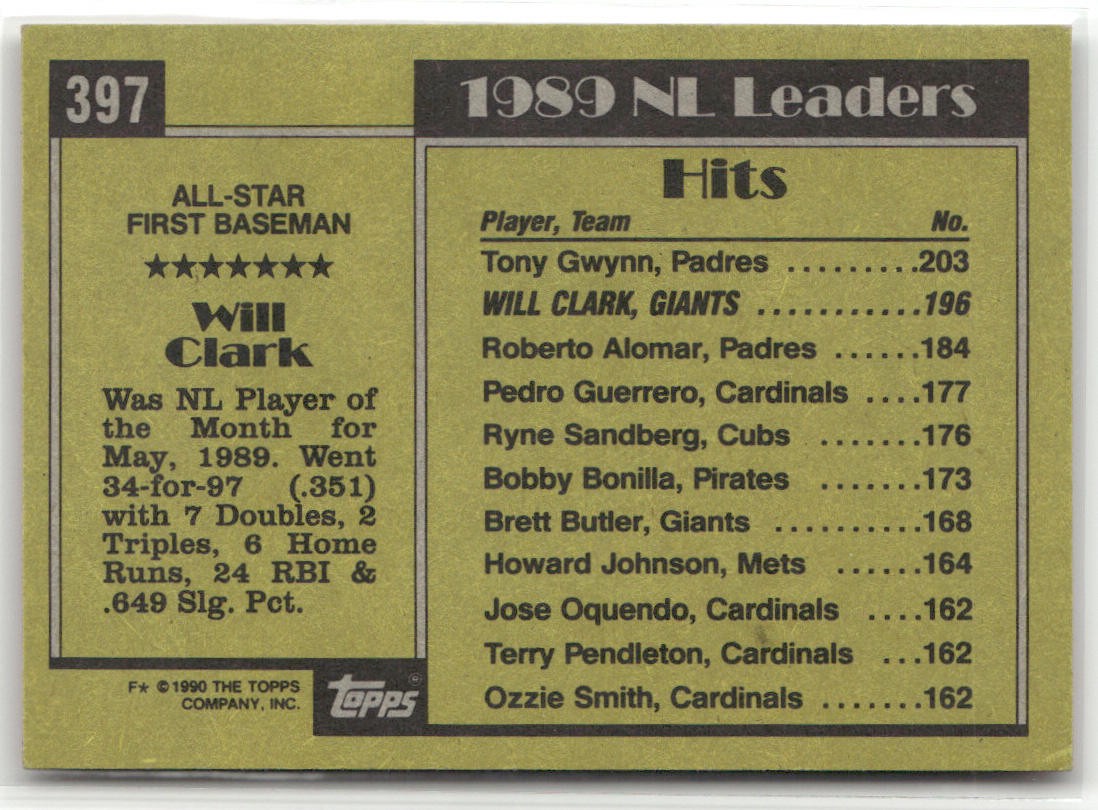 397
ALL-STAR
FIRST BASEMAN
★★★★★★★
Will
Clark
Was NL Player of
the Month for
May, 1989. Went
34-for-97 (.351)
with 7 Doubles, 2
Triples, 6 Home
Runs, 24 RBI &
.649 Slg. Pct.
F★ ©1990 THE TOPPS
COMPANY, INC.
topps®
1989 NL Leaders
Hits
Player, Team No.
Tony Gwynn, Padres .........203
WILL CLARK, GIANTS ...........196
Roberto Alomar, Padres ......184
Pedro Guerrero, Cardinals ....177
Ryne Sandberg, Cubs .......176
Bobby Bonilla, Pirates .......173
Brett Butler, Giants ..........168
Howard Johnson, Mets ......164
Jose Oquendo, Cardinals ....162
Terry Pendleton, Cardinals ...162
Ozzie Smith, Cardinals .......162